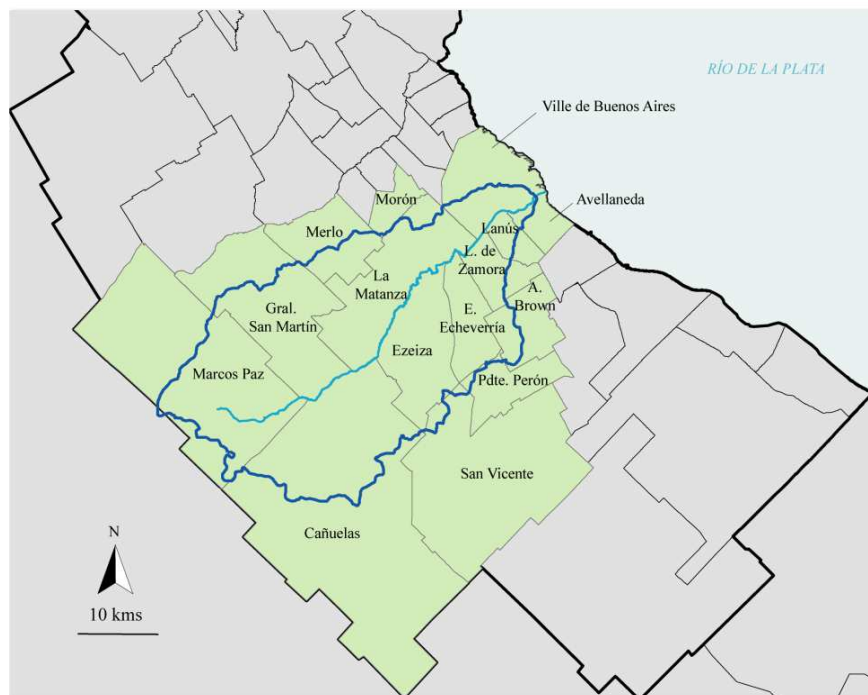 RÍO DE LA PLATA
Ville de Buenos Aires
Avellaneda
Morón
Merlo
Lanús
L. de
Zamora
La
Matanza
A.
Brown
Gral.
San Martín
E.
Echeverría
Ezeiza
Marcos Paz
Pdte. Perón
San Vicente
Cañuelas
N
10 kms